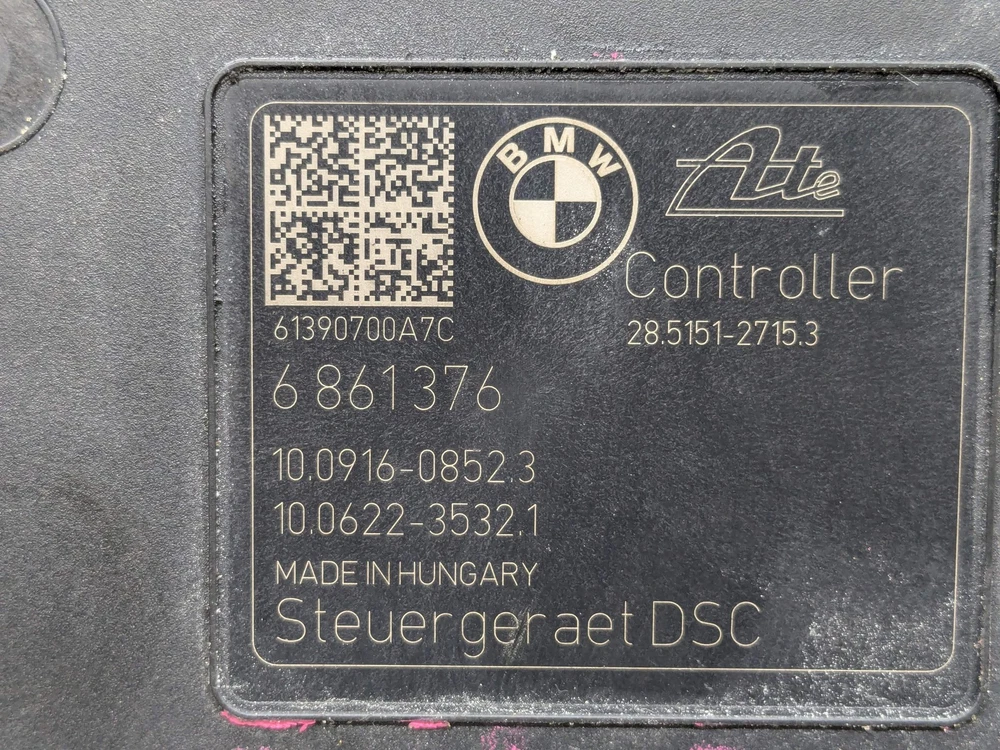 BMW
Ate
Controller
61390700A7C
28.5151-2715.3
6 861 376
10.0916-0852.3
10.0622-3532.1
MADE IN HUNGARY
Steuergeraet DSC